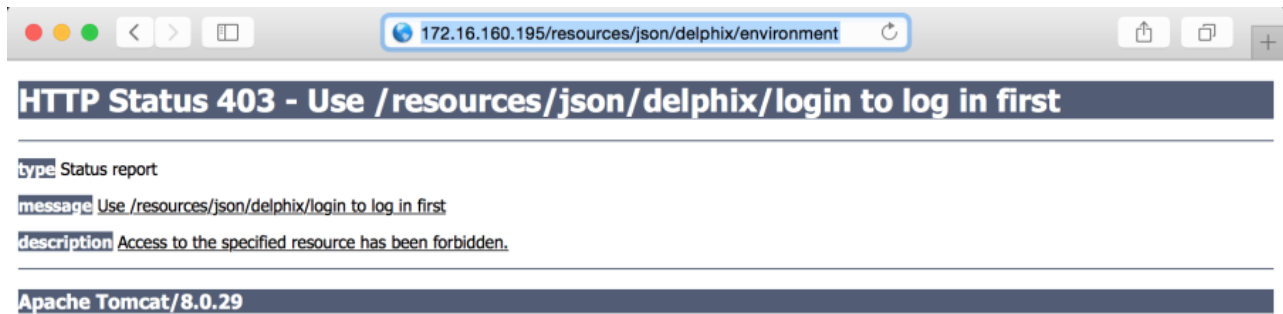 172.16.160.195/resources/json/delphix/environment
HTTP Status 403 - Use /resources/json/delphix/login to log in first
type Status report
message Use /resources/json/delphix/login to log in first
description Access to the specified resource has been forbidden.
Apache Tomcat/8.0.29